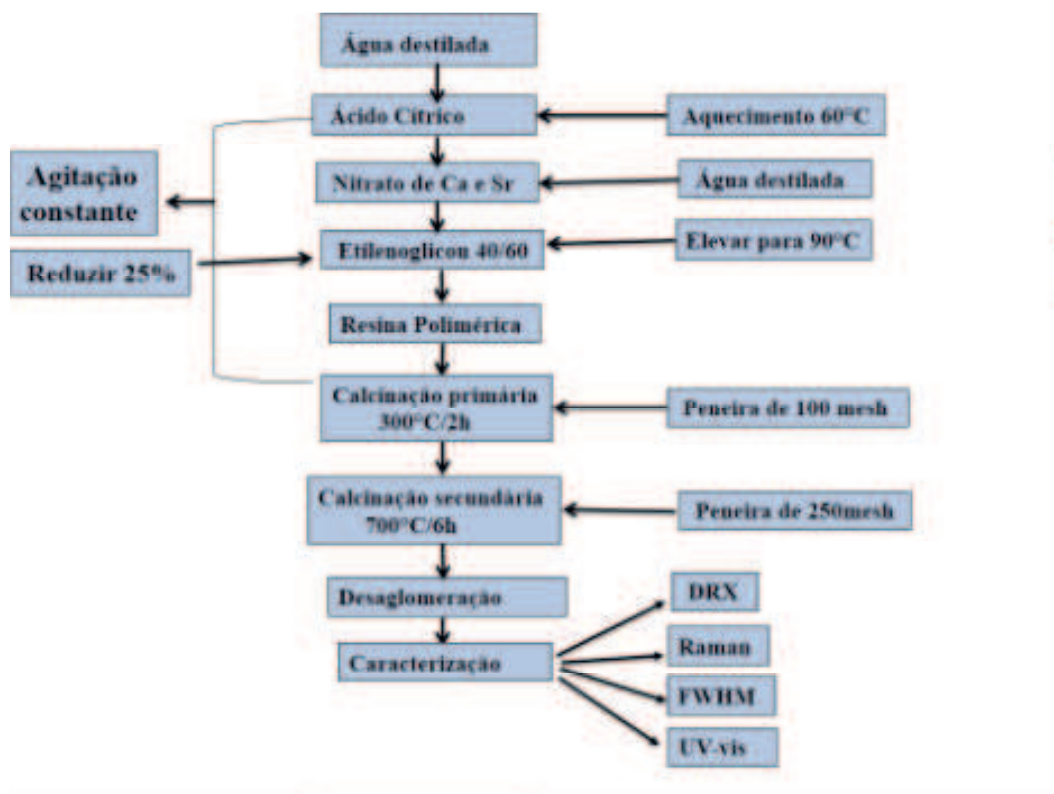 Água destilada
Ácido Cítrico
Aquecimento 60°C
Agitação
constante
Nitrato de Ca e Sr
Água destilada
Reduzir 25%
Etilenoglicou 40/60
Elevar para 90°C
Resina Polimérica
Calcinação primária
300°C/2h
Peneira de 100 mesh
Calcinação secundária
700°C/6h
Peneira de 250mesh
Desaglomeração
Caracterização
DRX
Raman
FWHM
UV-vis